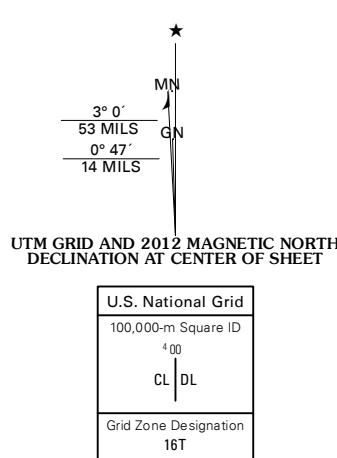 ★
MN
3° 0´
53 MILS
GN
0° 47´
14 MILS
UTM GRID AND 2012 MAGNETIC NORTH
DECLINATION AT CENTER OF SHEET
U.S. National Grid
100,000-m Square ID
4 00
CL DL
Grid Zone Designation
16T